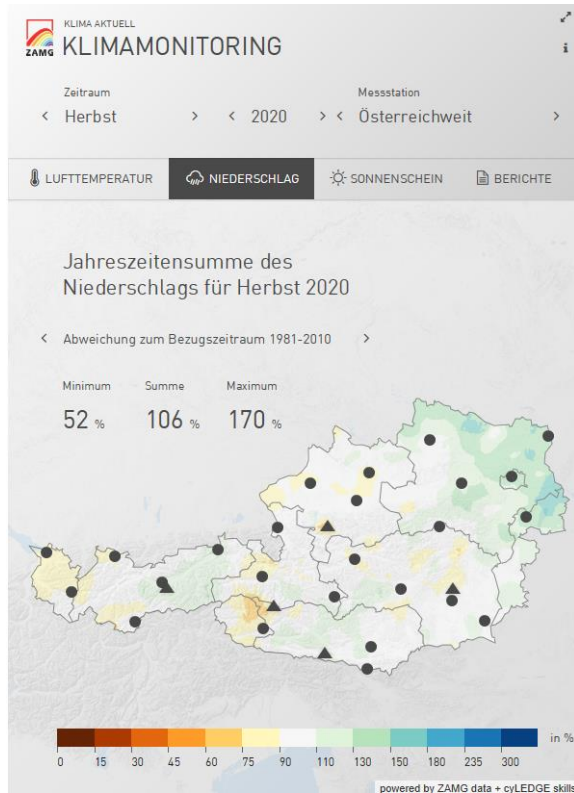 KLIMA AKTUELL
ZAMG KLIMAMONITORING
Zeitraum Messstation
< Herbst > < 2020 > < Österreichweit >
LUFTTEMPERATUR NIEDERSCHLAG SONNENSCHEIN BERICHTE
Jahreszeitensumme des
Niederschlags für Herbst 2020
< Abweichung zum Bezugszeitraum 1981-2010 >
Minimum Summe Maximum
52 % 106 % 170 %
in %
0 15 30 45 60 75 90 110 130 150 180 235 300
powered by ZAMG data + cyLEDGE skills